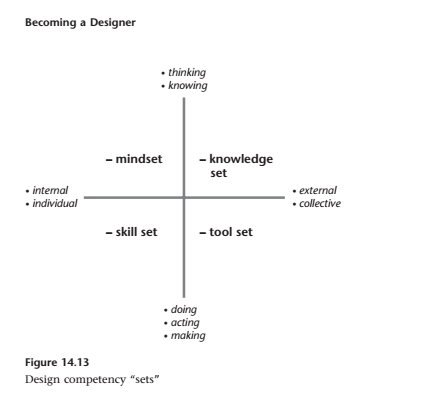 Becoming a Designer
• thinking
• knowing
– mindset
– knowledge
set
• internal
• individual
• external
• collective
– skill set
– tool set
• doing
• acting
• making
Figure 14.13
Design competency “sets”